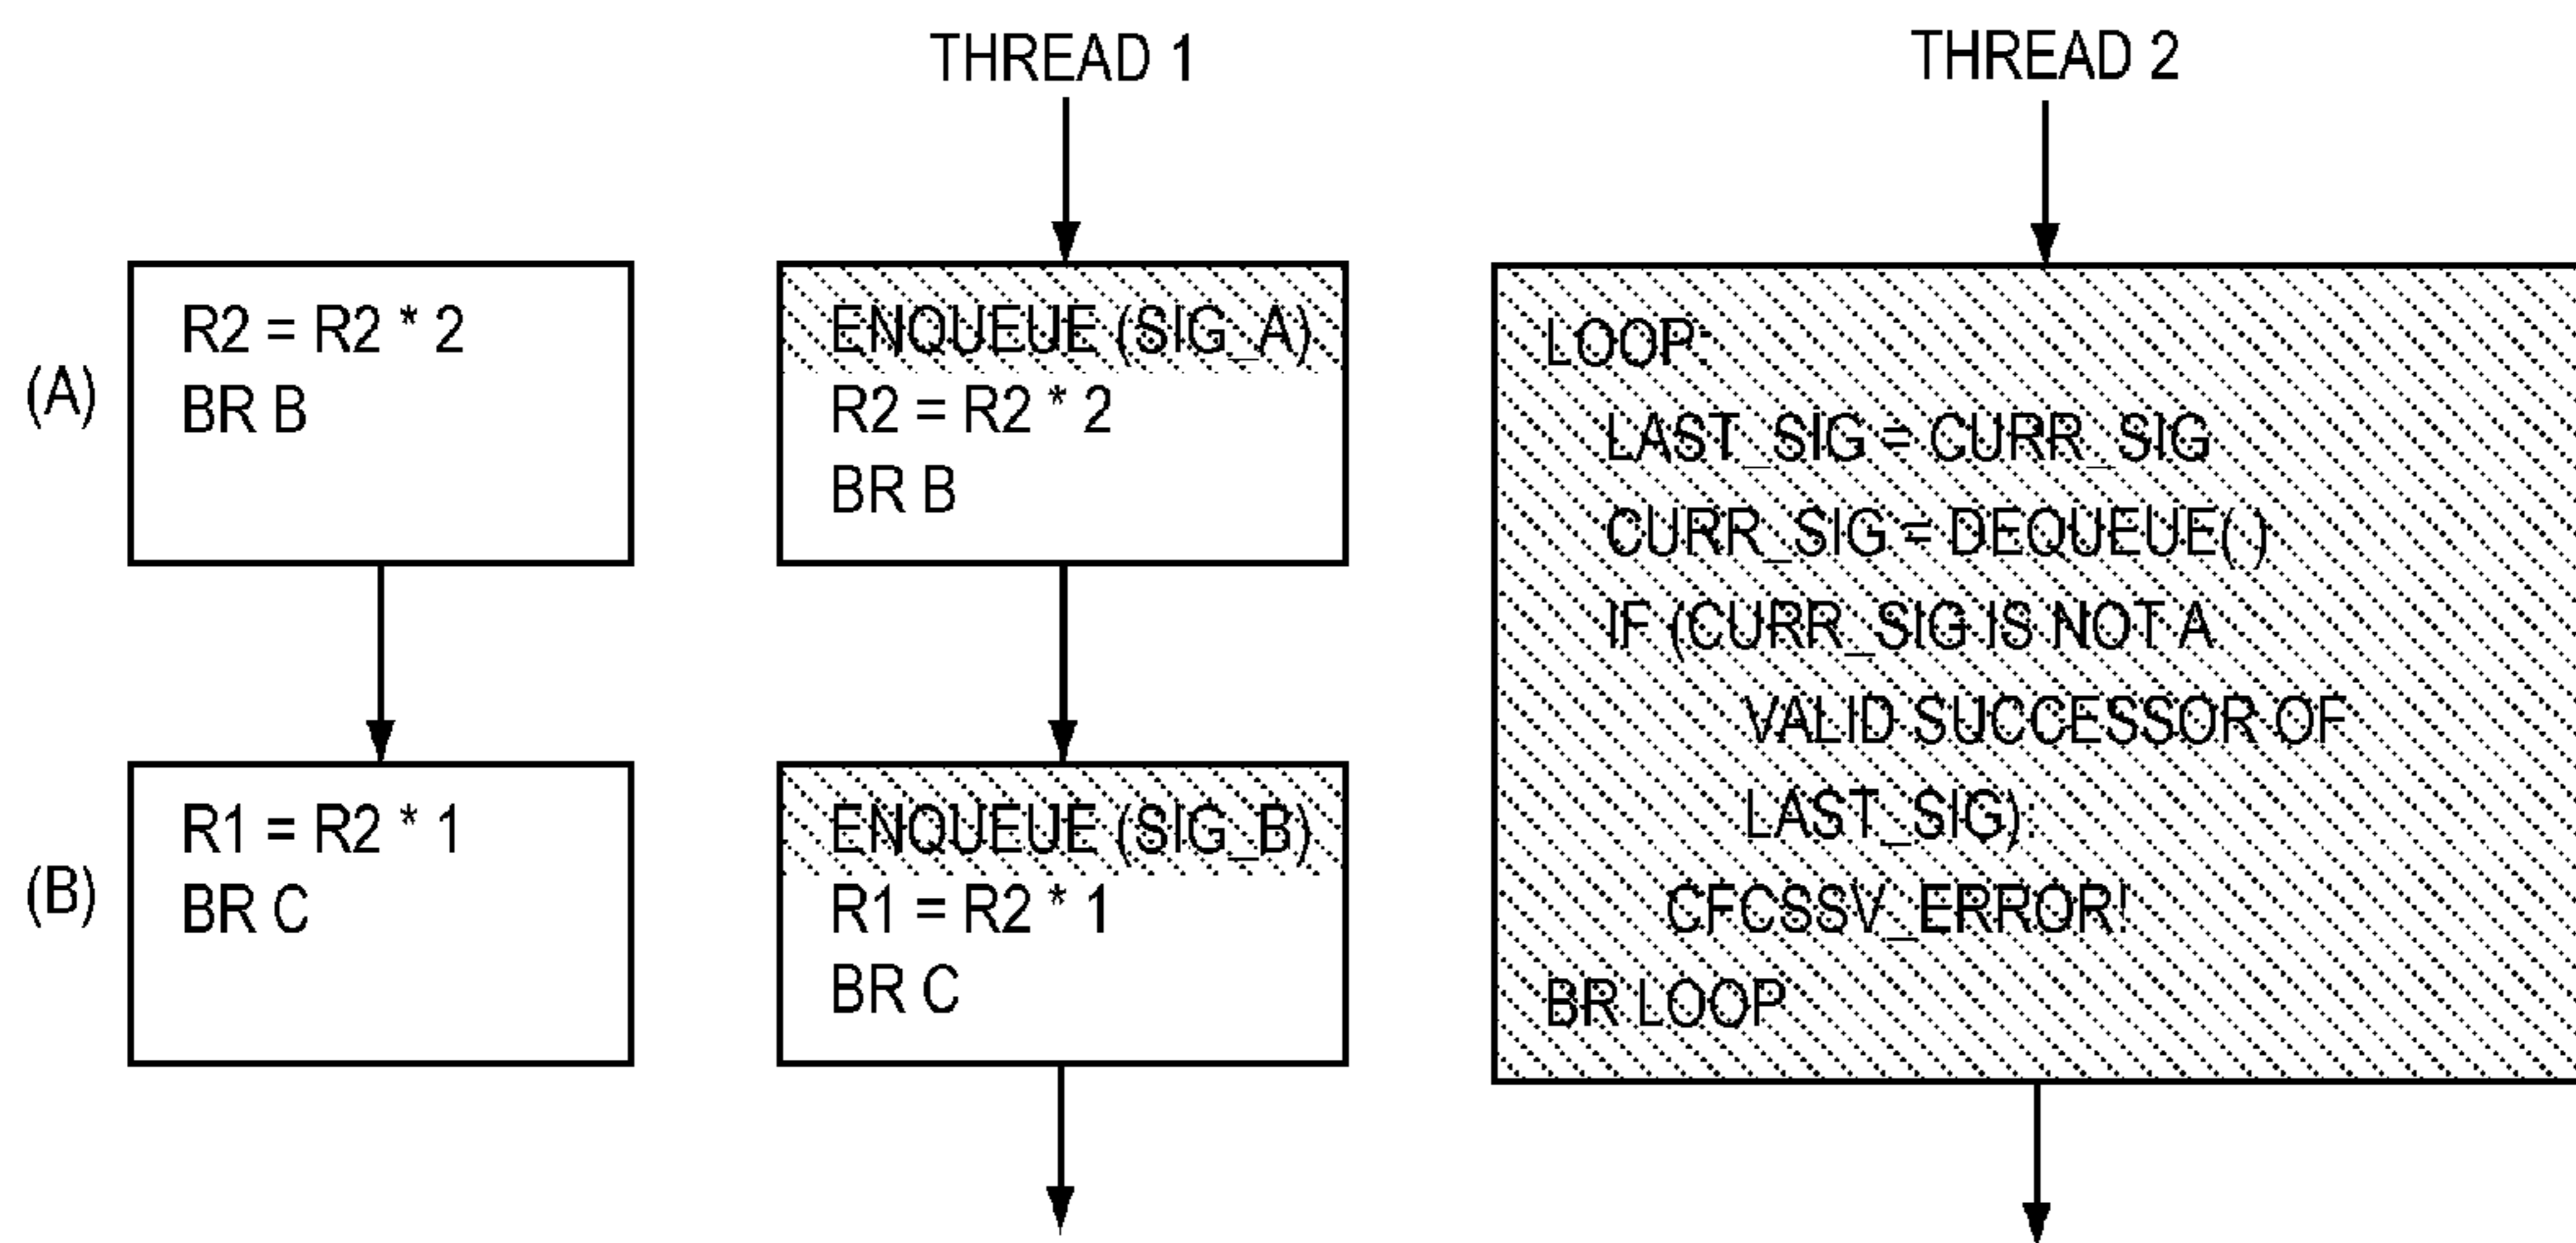 THREAD 1
THREAD 2
(A)
R2 = R2 * 2
BR B
ENQUEUE (SIG_A)
R2 = R2 * 2
BR B
(B)
R1 = R2 * 1
BR C
ENQUEUE (SIG_B)
R1 = R2 * 1
BR C
LOOP:
LAST_SIG = CURR_SIG
CURR_SIG = DEQUEUE( )
IF (CURR_SIG IS NOT A
VALID SUCCESSOR OF
LAST_SIG):
CFCSSV_ERROR!
BR LOOP